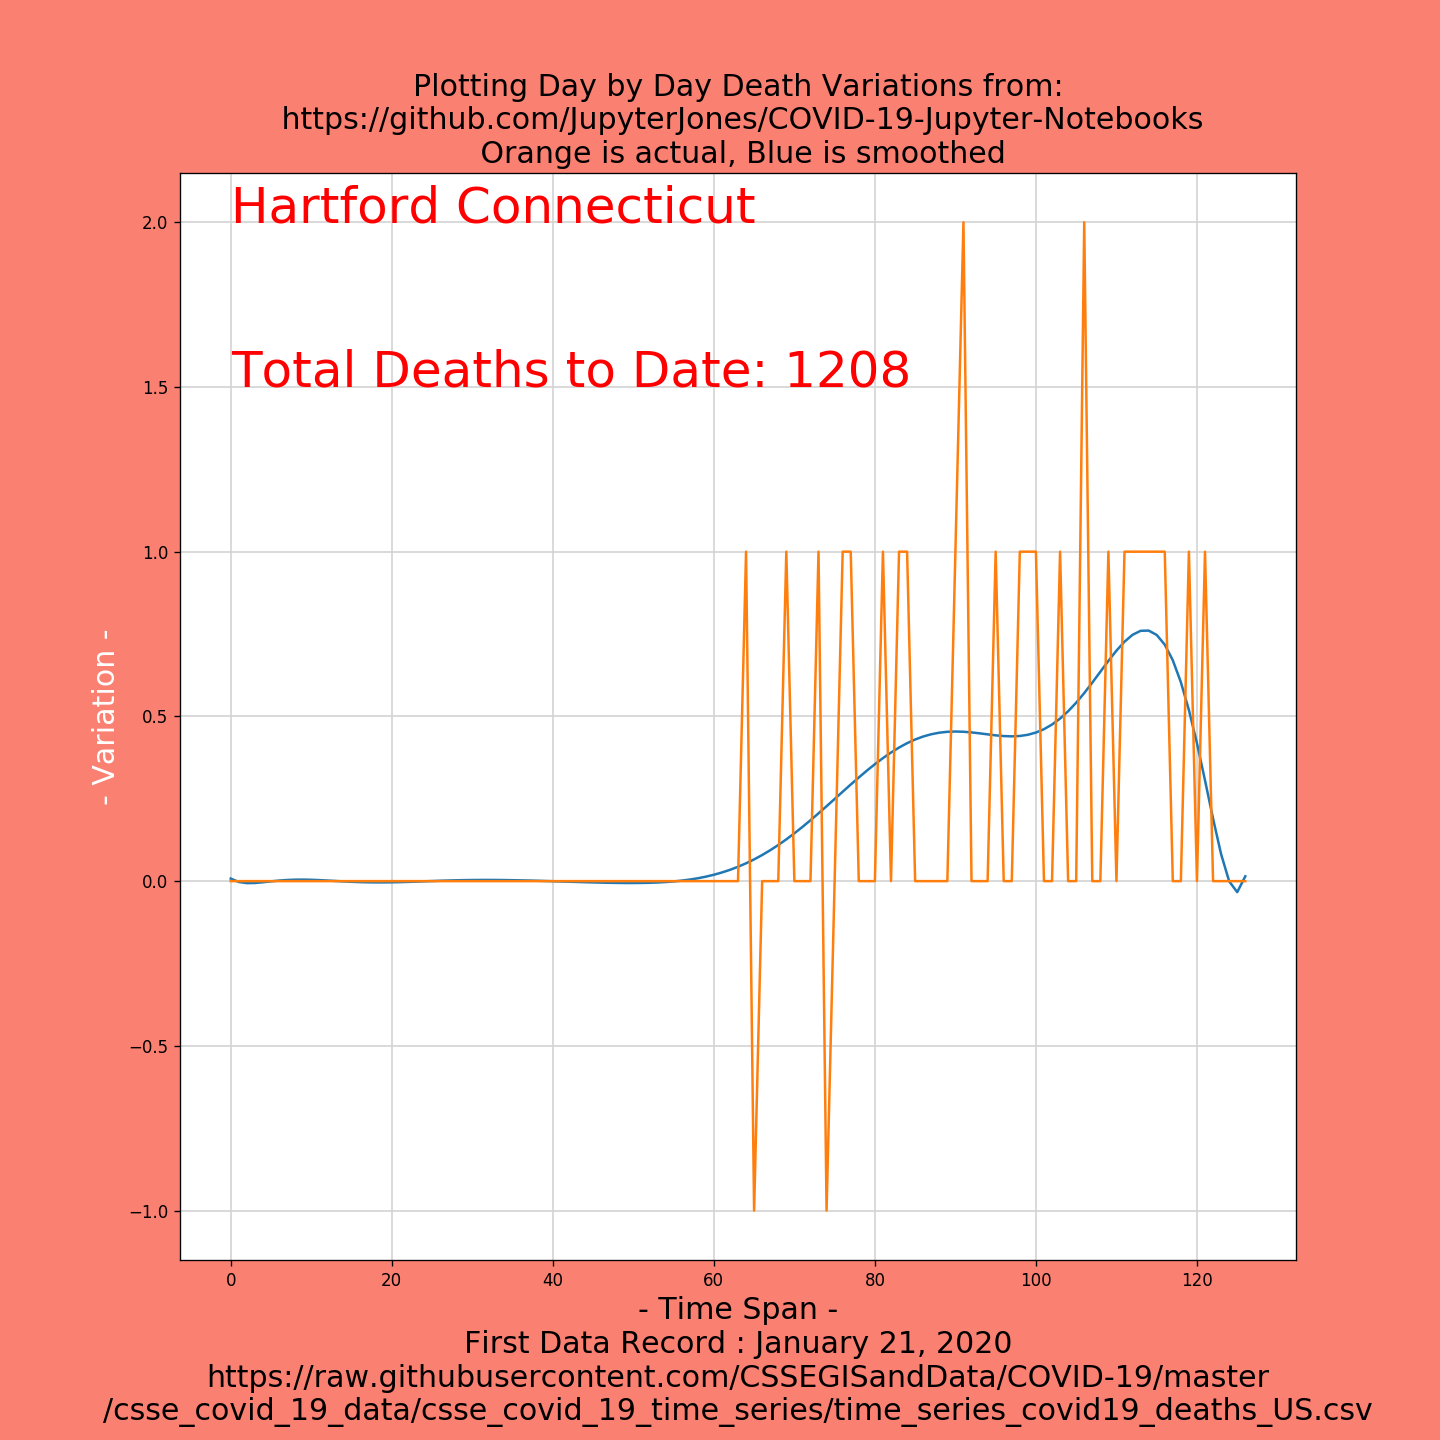 Plotting Day by Day Death Variations from:
https://github.com/JupyterJones/COVID-19-Jupyter-Notebooks
Orange is actual, Blue is smoothed
Hartford Connecticut
Total Deaths to Date: 1208
2.0
1.5
1.0
0.5
0.0
−0.5
−1.0
- Variation -
0 20 40 60 80 100 120
- Time Span -
First Data Record : January 21, 2020
https://raw.githubusercontent.com/CSSEGISandData/COVID-19/master
/csse_covid_19_data/csse_covid_19_time_series/time_series_covid19_deaths_US.csv